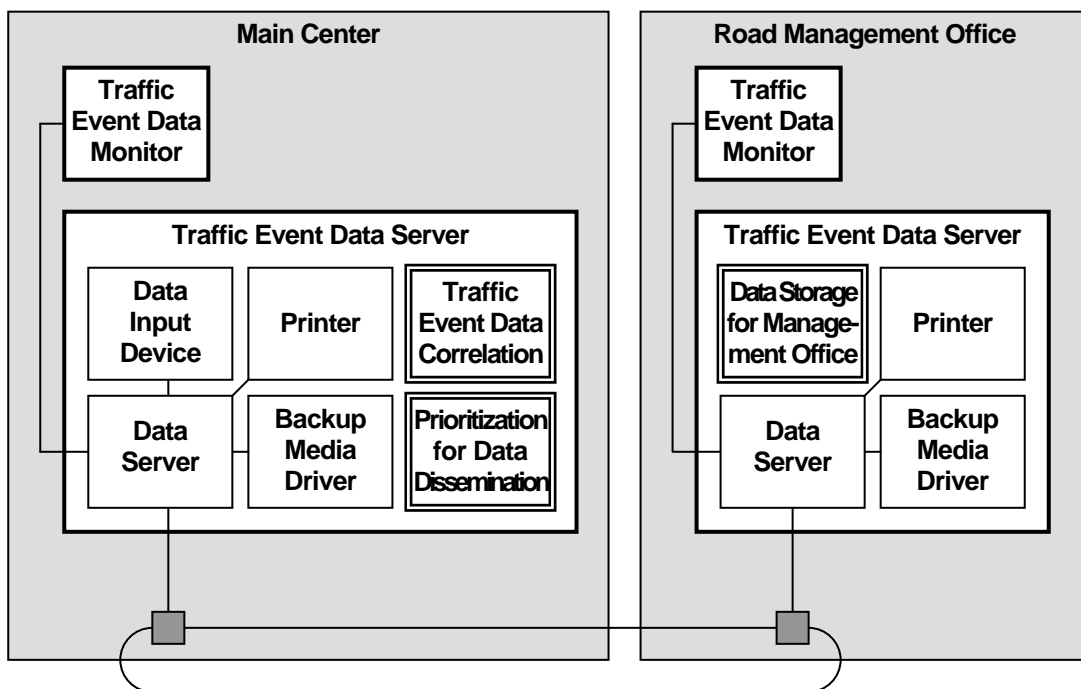 Main Center
Traffic
Event Data
Monitor
Traffic Event Data Server
Data
Input
Device
Printer
Traffic
Event Data
Correlation
Data
Server
Backup
Media
Driver
Prioritization
for Data
Dissemination
Road Management Office
Traffic
Event Data
Monitor
Traffic Event Data Server
Data Storage
for Manage-
ment Office
Printer
Data
Server
Backup
Media
Driver